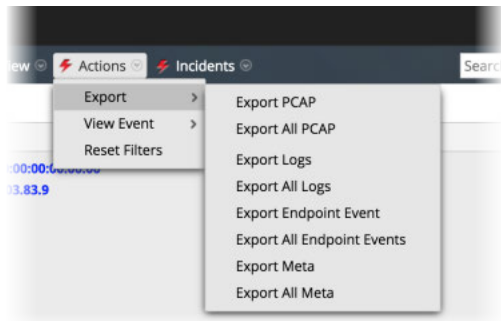 Actions Incidents
Export Export PCAP
View Event Export All PCAP
Reset Filters Export Logs
Export All Logs
Export Endpoint Event
Export All Endpoint Events
Export Meta
Export All Meta